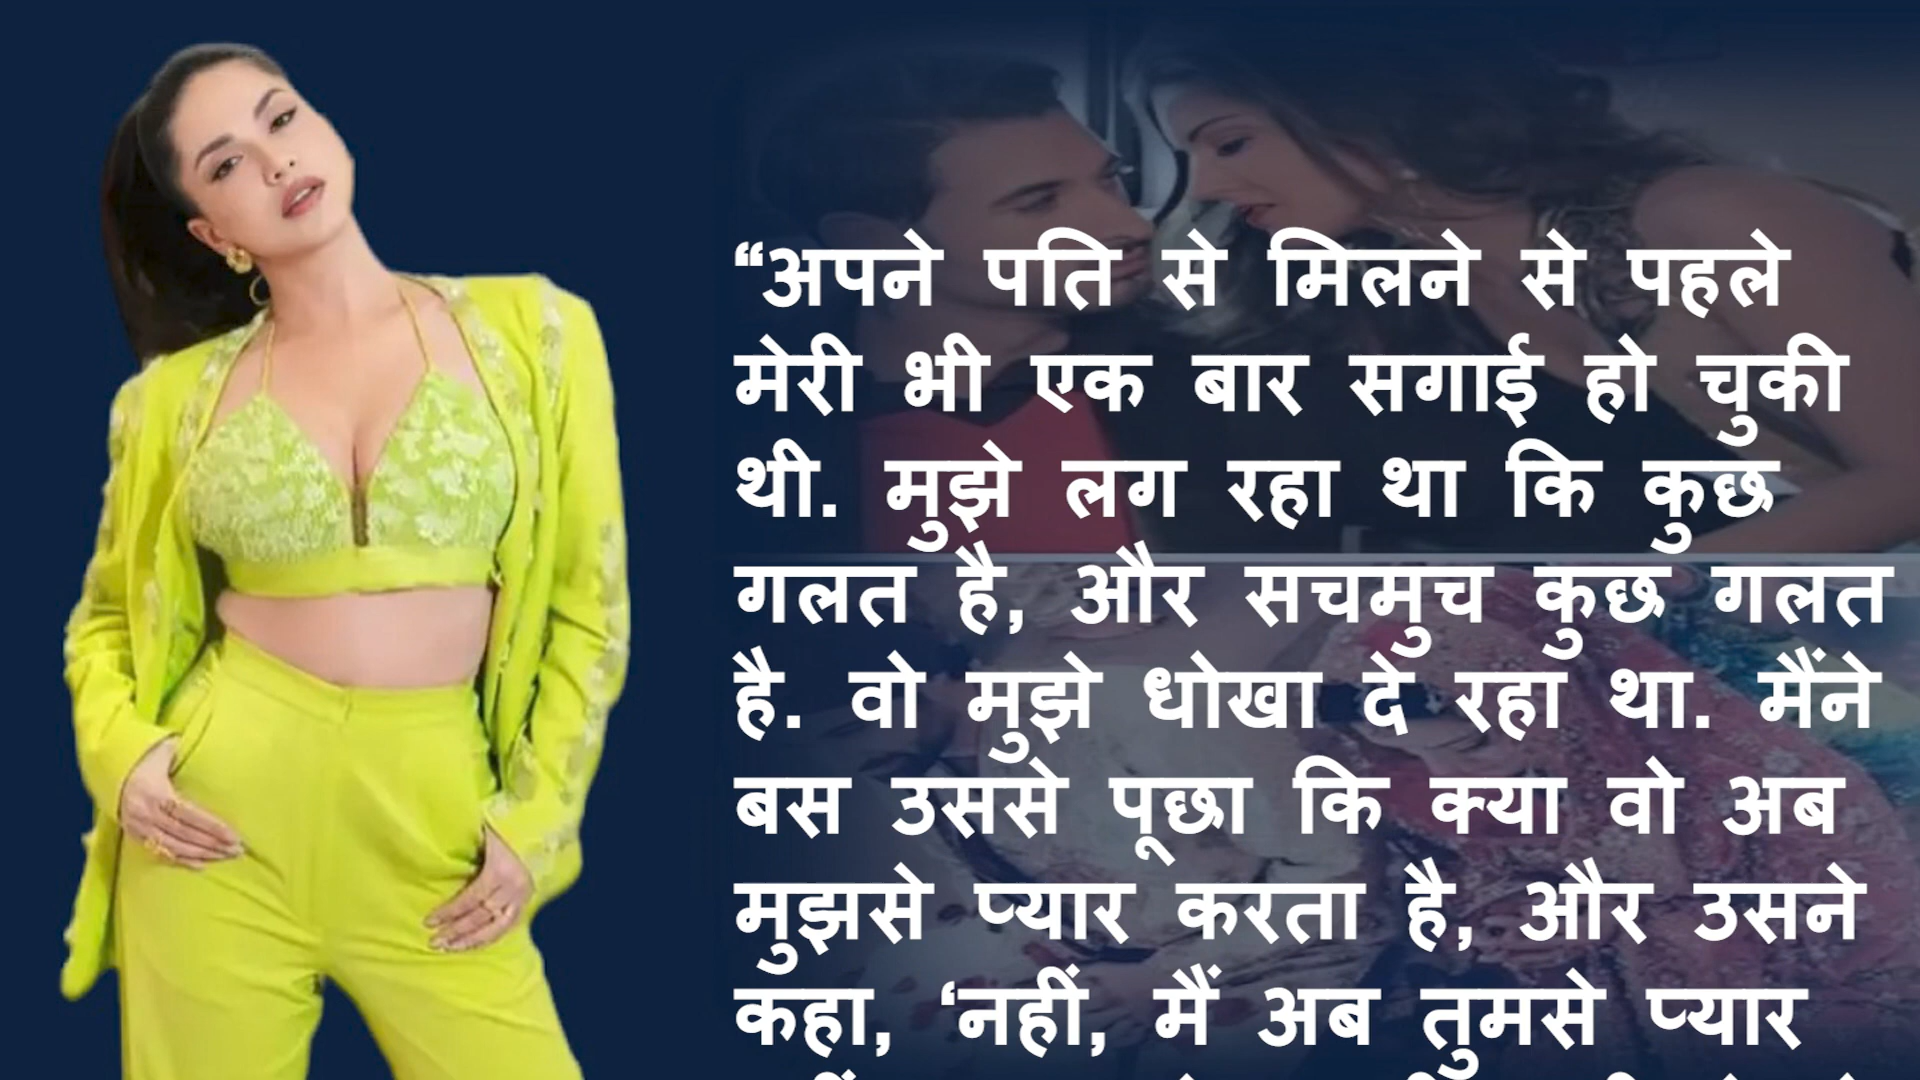 “अपने पति से मिलने से पहले
मेरी भी एक बार सगाई हो चुकी
थी. मुझे लग रहा था कि कुछ
गलत है, और सचमुच कुछ गलत
है. वो मुझे धोखा दे रहा था. मैंने
बस उससे पूछा कि क्या वो अब
मुझसे प्यार करता है, और उसने
कहा, ‘नहीं, मैं अब तुमसे प्यार